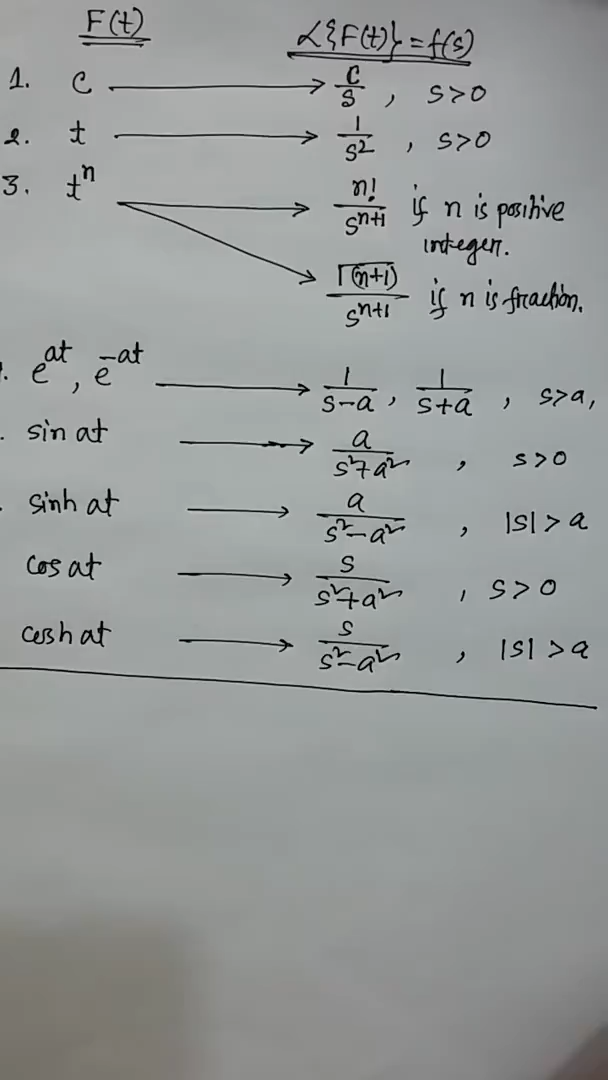 F(t) ℒ{F(t)} = f(s)
1. C → C/s , s>0
2. t → 1/s² , s>0
3. tⁿ → n!/sⁿ⁺¹ if n is positive
integer.
→ Γ(n+1)/sⁿ⁺¹ if n is fraction.
. e^at, e^-at → 1/(s-a), 1/(s+a) , s>a,
. sin at → a/(s²+a²) , s>0
. sinh at → a/(s²-a²) , |s|>a
cos at → s/(s²+a²) , s>0
cosh at → s/(s²-a²) , |s|>a